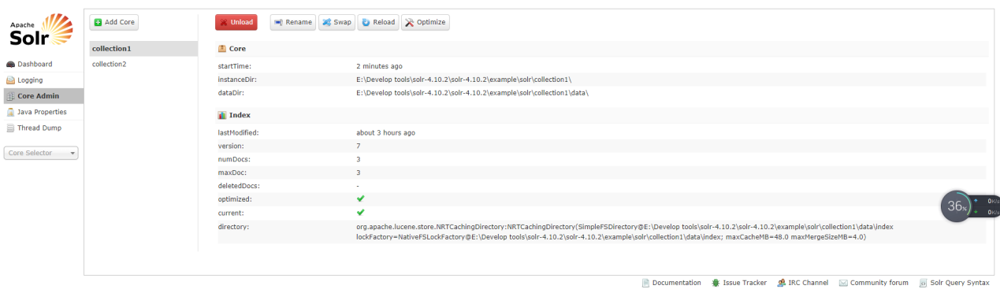 Apache
Solr
Dashboard
Logging
Core Admin
Java Properties
Thread Dump
Core Selector
Add Core
collection1
collection2
Unload Rename Swap Reload Optimize
Core
startTime: 2 minutes ago
instanceDir: E:\Develop tools\solr-4.10.2\solr-4.10.2\example\solr\collection1\
dataDir: E:\Develop tools\solr-4.10.2\solr-4.10.2\example\solr\collection1\data\
Index
lastModified: about 3 hours ago
version: 7
numDocs: 3
maxDoc: 3
deletedDocs: -
optimized:
current:
directory: org.apache.lucene.store.NRTCachingDirectory:NRTCachingDirectory(SimpleFSDirectory@E:\Develop tools\solr-4.10.2\solr-4.10.2\example\solr\collection1\data\index
lockFactory=NativeFSLockFactory@E:\Develop tools\solr-4.10.2\solr-4.10.2\example\solr\collection1\data\index; maxCacheMB=48.0 maxMergeSizeMB=4.0)
36%
0K/s
0K/s
Documentation Issue Tracker IRC Channel Community forum Solr Query Syntax